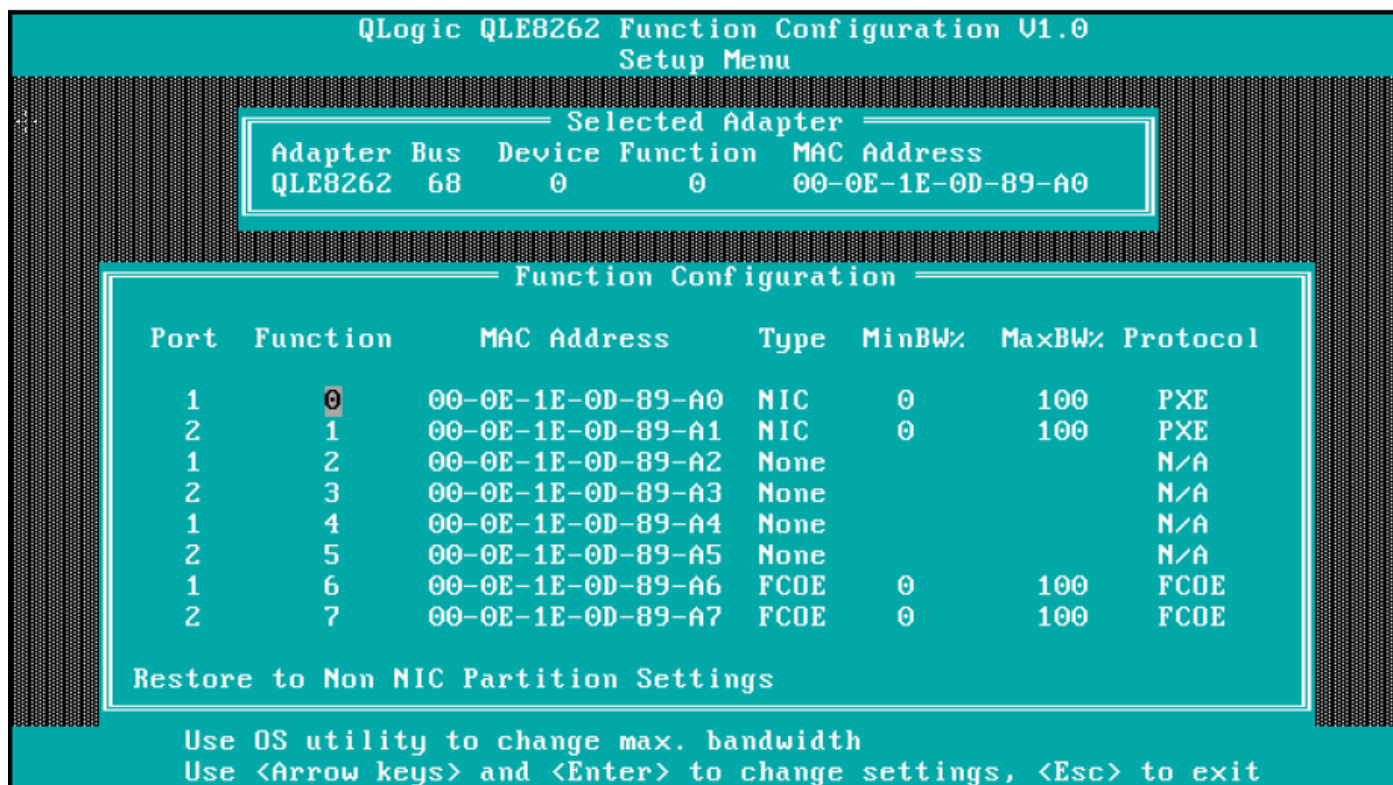 QLogic QLE8262 Function Configuration V1.0
Setup Menu
Selected Adapter
Adapter Bus Device Function MAC Address
QLE8262 68 0 0 00-0E-1E-0D-89-A0
Function Configuration
Port Function MAC Address Type MinBW% MaxBW% Protocol
1 0 00-0E-1E-0D-89-A0 NIC 0 100 PXE
2 1 00-0E-1E-0D-89-A1 NIC 0 100 PXE
1 2 00-0E-1E-0D-89-A2 None N/A
2 3 00-0E-1E-0D-89-A3 None N/A
1 4 00-0E-1E-0D-89-A4 None N/A
2 5 00-0E-1E-0D-89-A5 None N/A
1 6 00-0E-1E-0D-89-A6 FCOE 0 100 FCOE
2 7 00-0E-1E-0D-89-A7 FCOE 0 100 FCOE
Restore to Non NIC Partition Settings
Use OS utility to change max. bandwidth
Use <Arrow keys> and <Enter> to change settings, <Esc> to exit